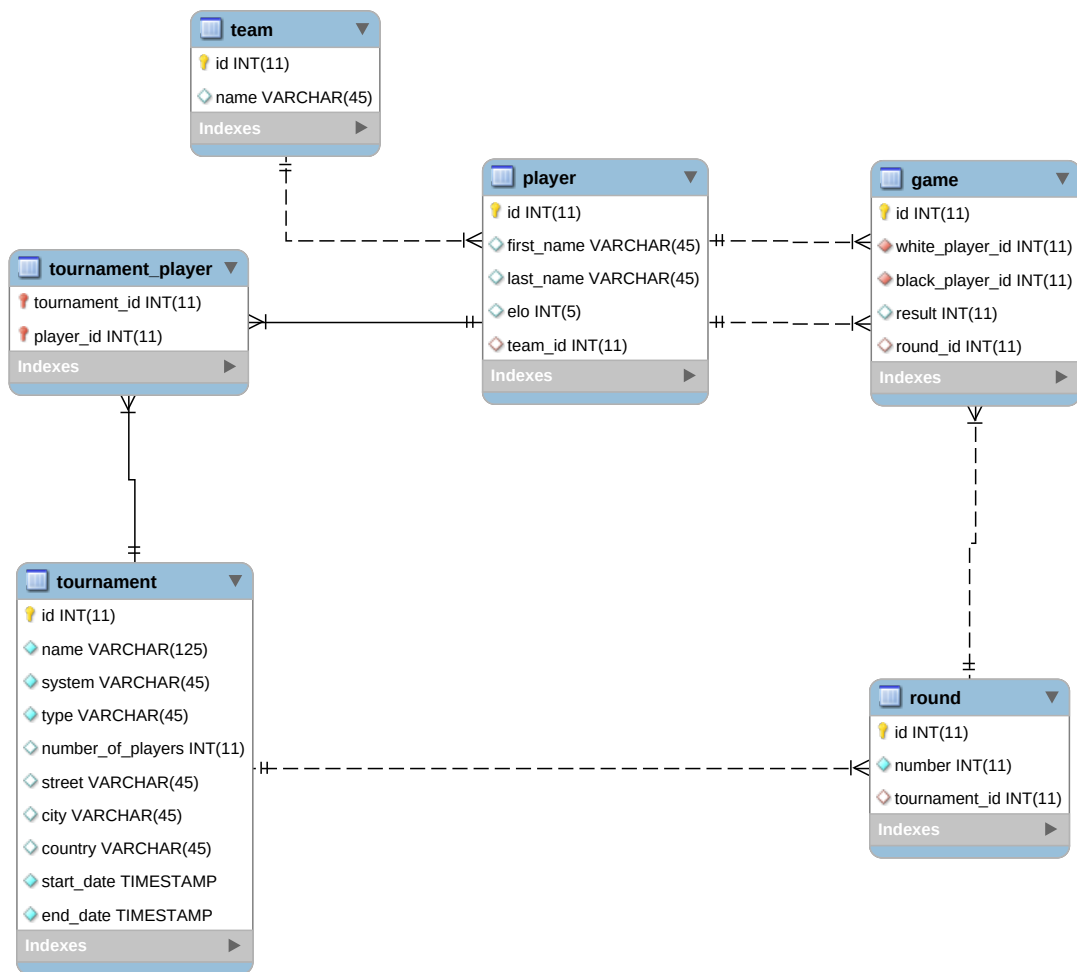 team
id INT(11)
name VARCHAR(45)
Indexes
player
id INT(11)
first_name VARCHAR(45)
last_name VARCHAR(45)
elo INT(5)
team_id INT(11)
Indexes
game
id INT(11)
white_player_id INT(11)
black_player_id INT(11)
result INT(11)
round_id INT(11)
Indexes
tournament_player
tournament_id INT(11)
player_id INT(11)
Indexes
tournament
id INT(11)
name VARCHAR(125)
system VARCHAR(45)
type VARCHAR(45)
number_of_players INT(11)
street VARCHAR(45)
city VARCHAR(45)
country VARCHAR(45)
start_date TIMESTAMP
end_date TIMESTAMP
Indexes
round
id INT(11)
number INT(11)
tournament_id INT(11)
Indexes